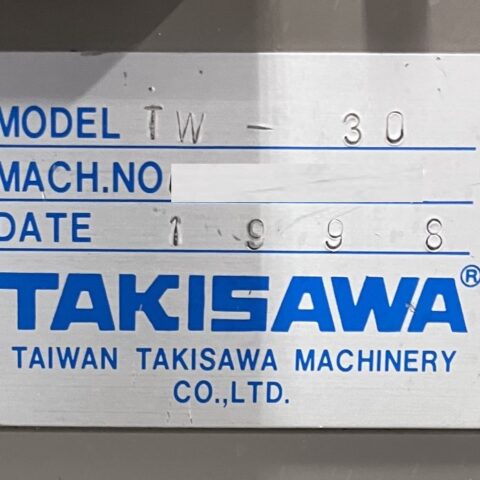 MODEL TW - 30
MACH.NO
DATE 1998
TAKISAWA®
TAIWAN TAKISAWA MACHINERY
CO.,LTD.